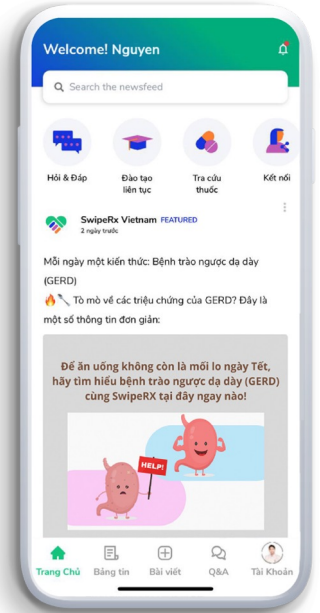 Welcome! Nguyen
Search the newsfeed
Hỏi & Đáp
Đào tạo
liên tục
Tra cứu
thuốc
Kết nối
SwipeRx Vietnam FEATURED
2 ngày trước
Mỗi ngày một kiến thức: Bệnh trào ngược dạ dày
(GERD)
🔥🥄 Tò mò về các triệu chứng của GERD? Đây là
một số thông tin đơn giản:
Để ăn uống không còn là mối lo ngày Tết,
hãy tìm hiểu bệnh trào ngược dạ dày (GERD)
cùng SwipeRX tại đây ngay nào!
HELP!
Trang Chủ
Bảng tin
Bài viết
Q&A
Tài Khoản